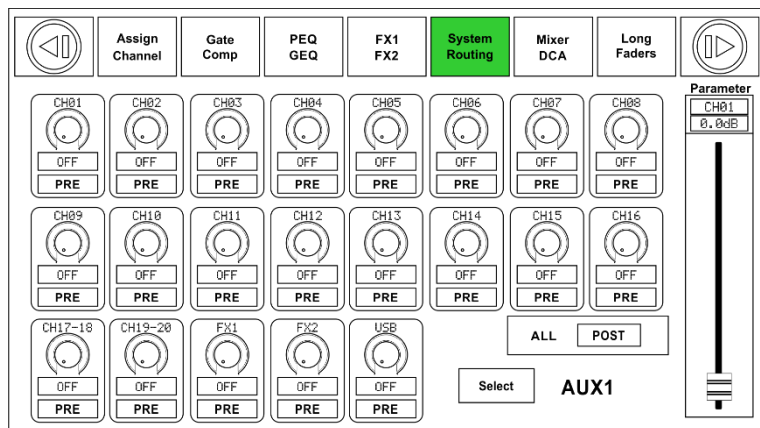 Assign
Channel
Gate
Comp
PEQ
GEQ
FX1
FX2
System
Routing
Mixer
DCA
Long
Faders
Parameter
CH01
0.0dB
CH01 CH02 CH03 CH04 CH05 CH06 CH07 CH08
OFF OFF OFF OFF OFF OFF OFF OFF
PRE PRE PRE PRE PRE PRE PRE PRE
CH09 CH10 CH11 CH12 CH13 CH14 CH15 CH16
OFF OFF OFF OFF OFF OFF OFF OFF
PRE PRE PRE PRE PRE PRE PRE PRE
CH17-18 CH19-20 FX1 FX2 USB
OFF OFF OFF OFF OFF
PRE PRE PRE PRE PRE
ALL POST
Select AUX1